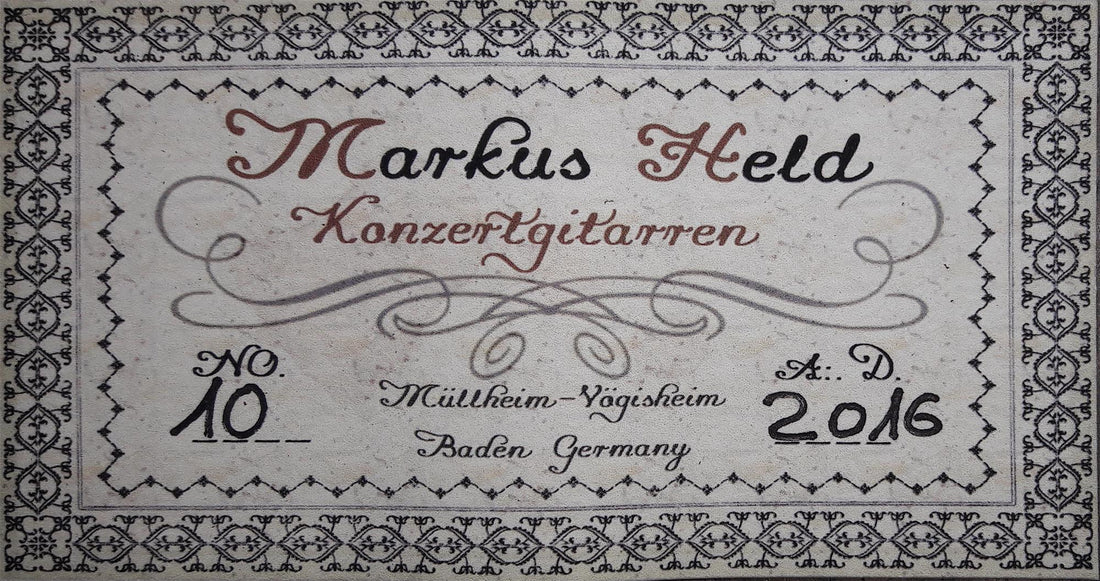 Markus Held
Konzertgitarren
NO.
10
Müllheim-Vögisheim
Baden Germany
A:. D.
2016